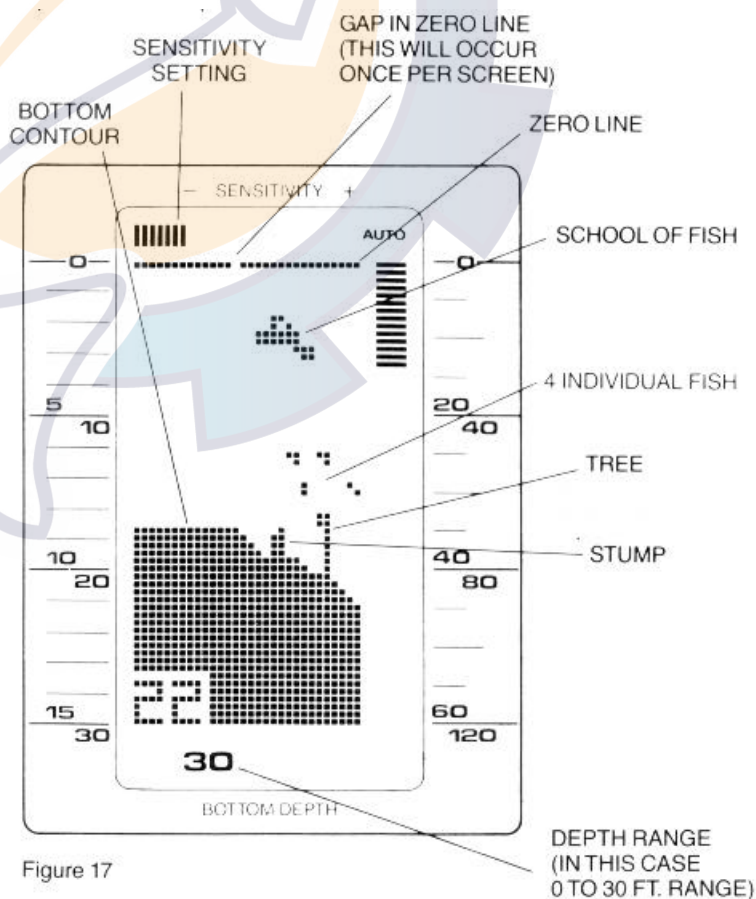 GAP IN ZERO LINE
(THIS WILL OCCUR
ONCE PER SCREEN)
SENSITIVITY
SETTING
BOTTOM
CONTOUR
ZERO LINE
− SENSITIVITY +
AUTO
0
0
SCHOOL OF FISH
4 INDIVIDUAL FISH
5
10
20
40
TREE
STUMP
10
20
40
80
22
15
30
60
120
30
BOTTOM DEPTH
DEPTH RANGE
(IN THIS CASE
0 TO 30 FT. RANGE)
Figure 17